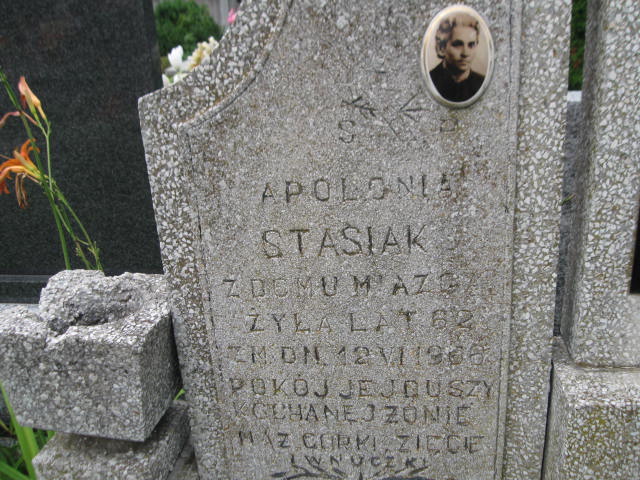 S P
APOLONIA
STASIAK
Z DOMU MIAZGA
ŻYŁA LAT 62
ZM. DN. 12 VI 1966
POKÓJ JEJ DUSZY
KOCHANEJ ŻONIE
MĄŻ CÓRKI ZIĘCIE
I WNUCZKI